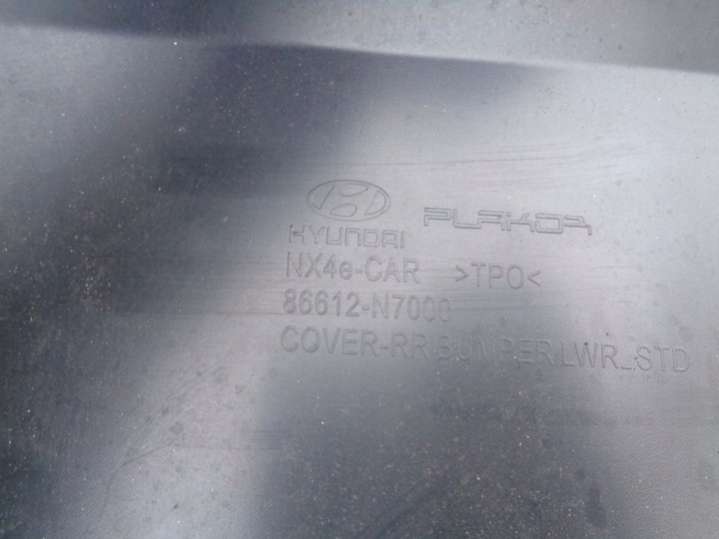 HYUNDAI PLAKOR
NX4e-CAR >TPO<
86612-N7000
COVER-RR BUMPER LWR_STD